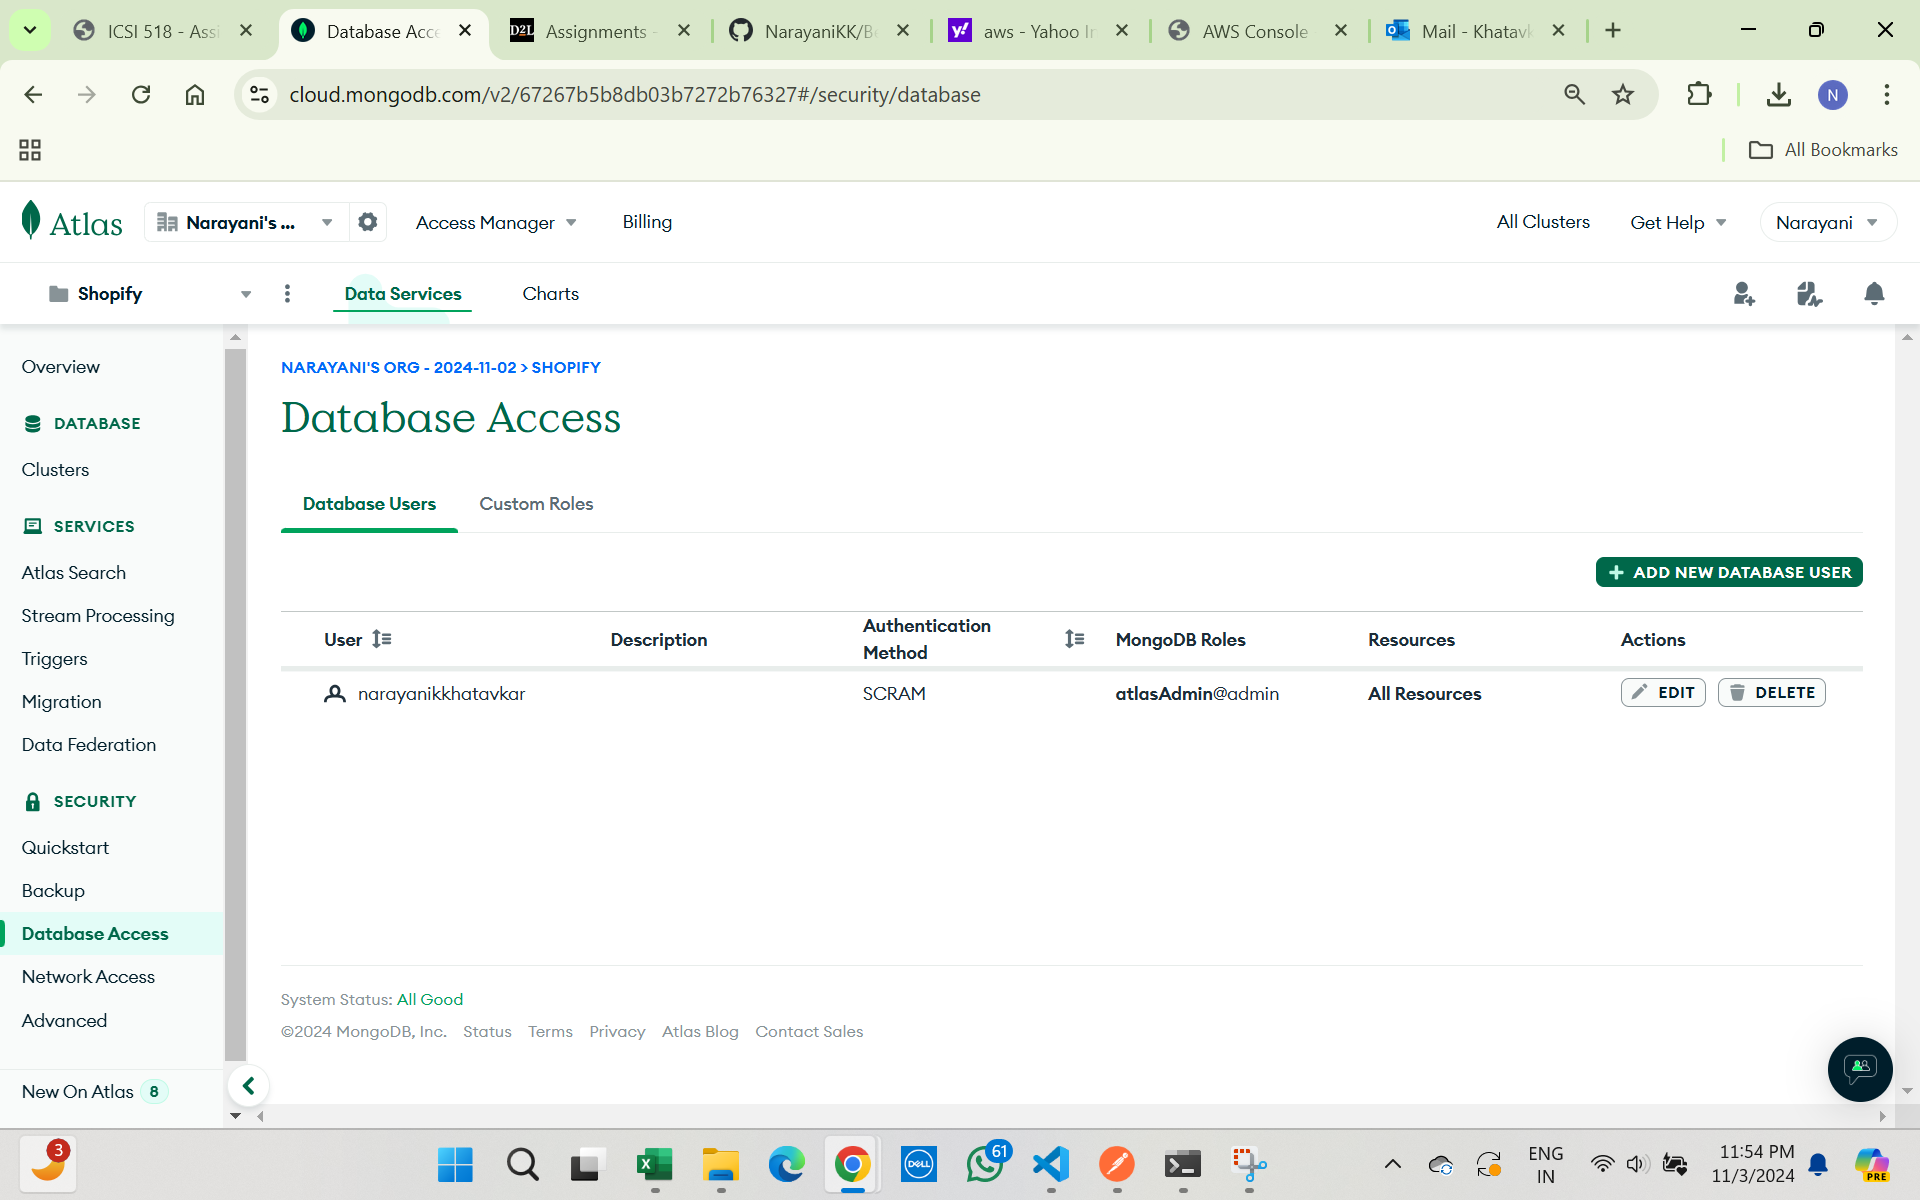 ICSI 518 - Assi
Database Acce
D2L Assignments -
NarayaniKK/Be
aws - Yahoo In
AWS Console
Mail - Khatavk
cloud.mongodb.com/v2/67267b5b8db03b7272b76327#/security/database
N
All Bookmarks
Atlas
Narayani's ...
Access Manager
Billing
All Clusters
Get Help
Narayani
Shopify
Data Services
Charts
Overview
DATABASE
Clusters
SERVICES
Atlas Search
Stream Processing
Triggers
Migration
Data Federation
SECURITY
Quickstart
Backup
Database Access
Network Access
Advanced
New On Atlas 8
NARAYANI'S ORG - 2024-11-02 > SHOPIFY
Database Access
Database Users
Custom Roles
+ ADD NEW DATABASE USER
User
Description
Authentication
Method
MongoDB Roles
Resources
Actions
narayanikkhatavkar
SCRAM
atlasAdmin@admin
All Resources
EDIT
DELETE
System Status: All Good
©2024 MongoDB, Inc. Status Terms Privacy Atlas Blog Contact Sales
3
DELL
61
ENG
IN
11:54 PM
11/3/2024
PRE